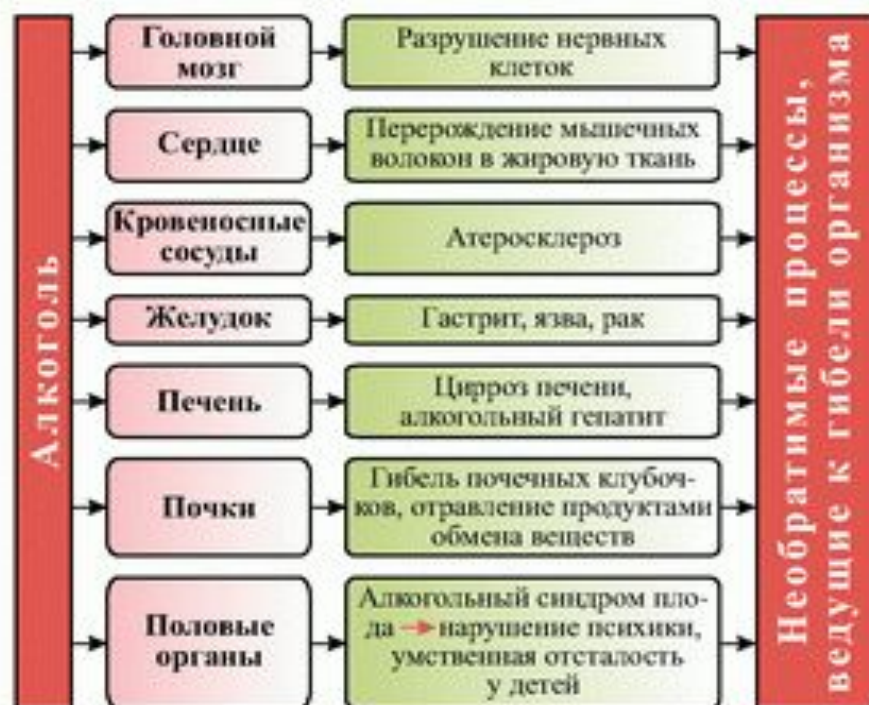 Алкоголь
Головной
мозг
Разрушение нервных
клеток
Сердце
Перерождение мышечных
волокон в жировую ткань
Кровеносные
сосуды
Атеросклероз
Желудок
Гастрит, язва, рак
Печень
Цирроз печени,
алкогольный гепатит
Почки
Гибель почечных клубоч-
ков, отравление продуктами
обмена веществ
Половые
органы
Алкогольный синдром пло-
да → нарушение психики,
умственная отсталость
у детей
Необратимые процессы,
ведущие к гибели организма